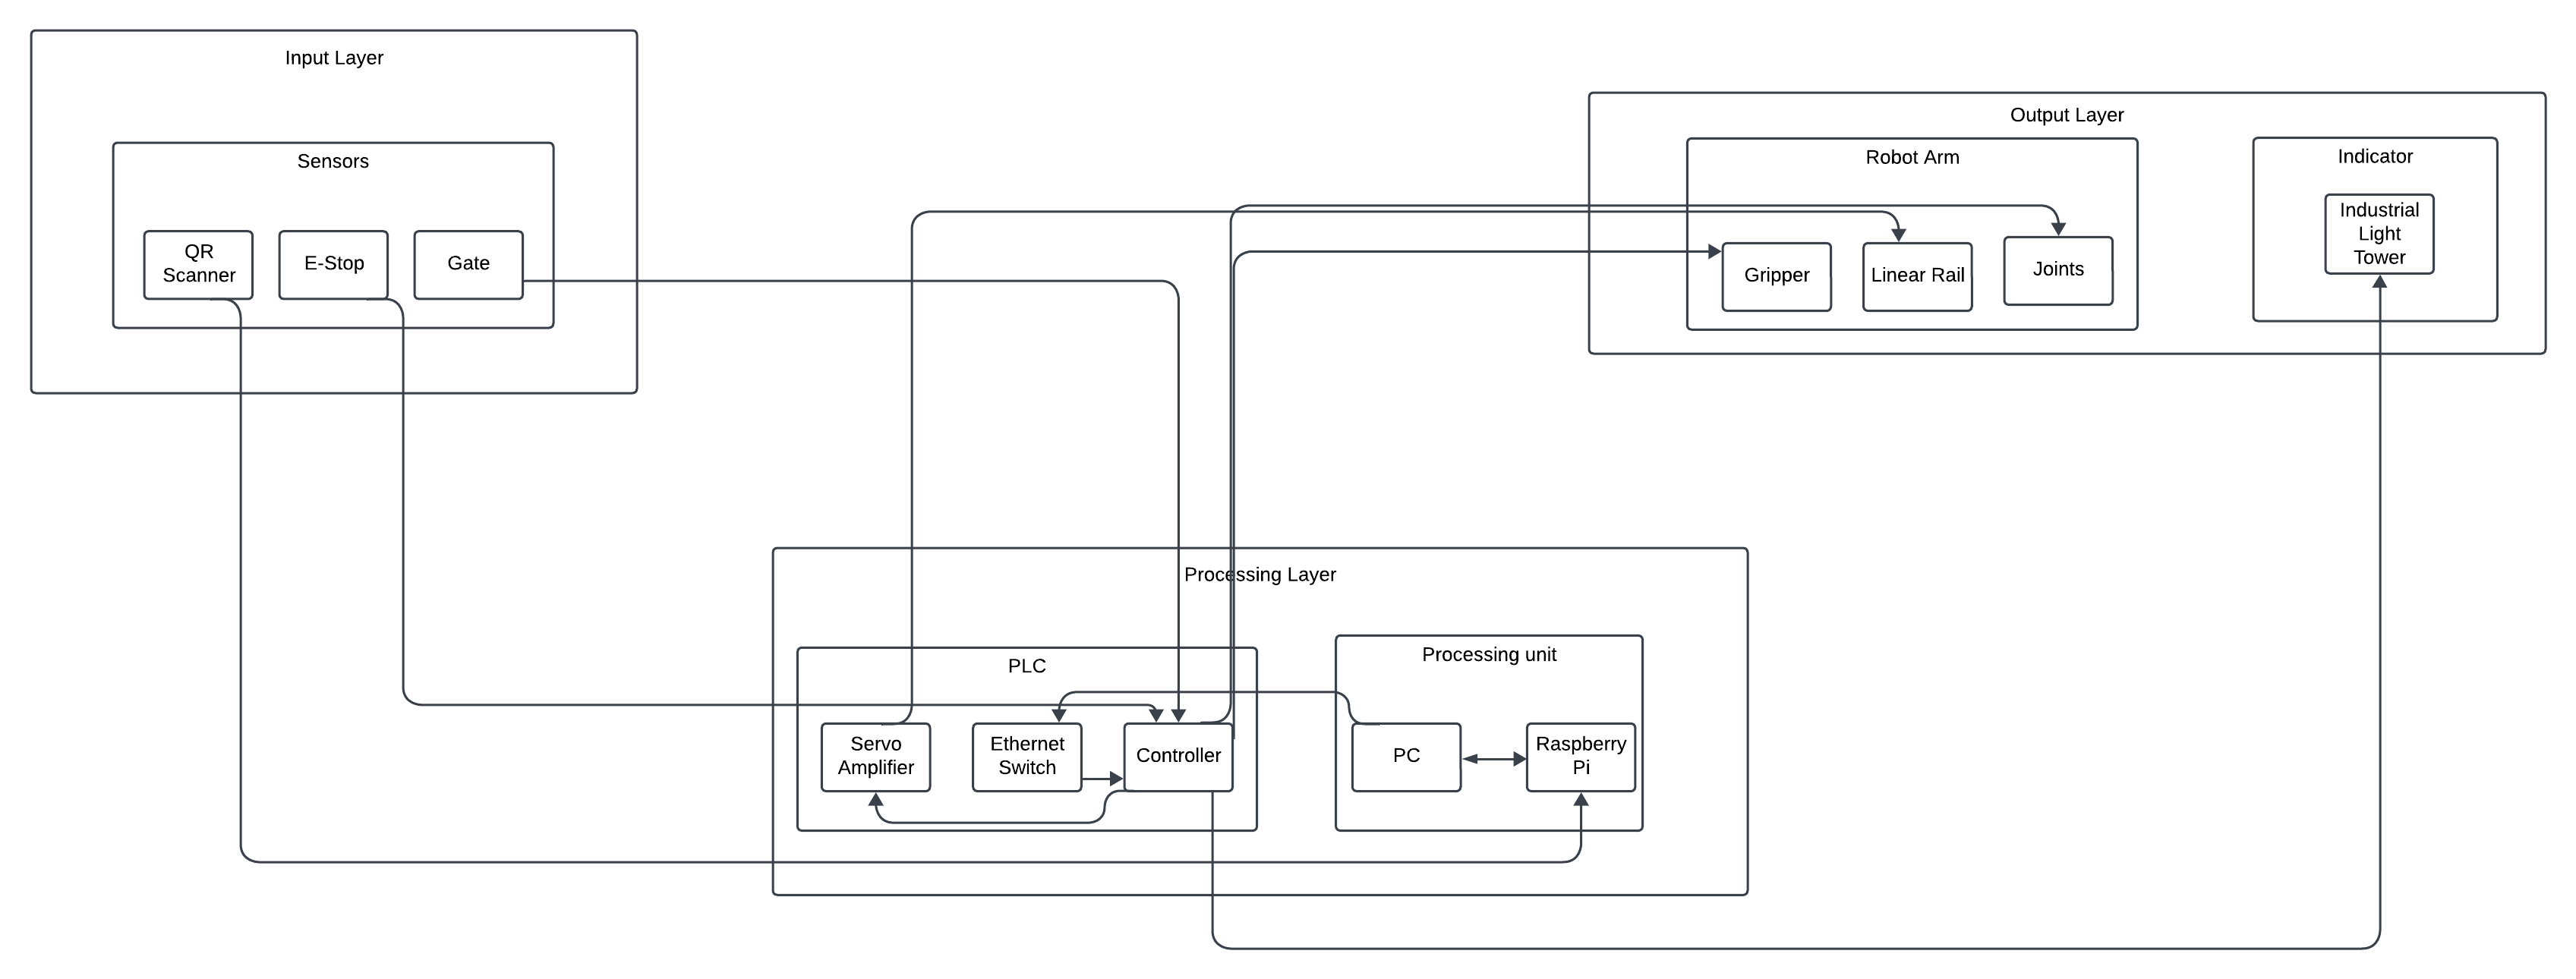 Input Layer
Sensors
QR
Scanner
E-Stop
Gate
Output Layer
Robot Arm
Gripper
Linear Rail
Joints
Indicator
Industrial
Light
Tower
Processing Layer
PLC
Servo
Amplifier
Ethernet
Switch
Controller
Processing unit
PC
Raspberry
Pi